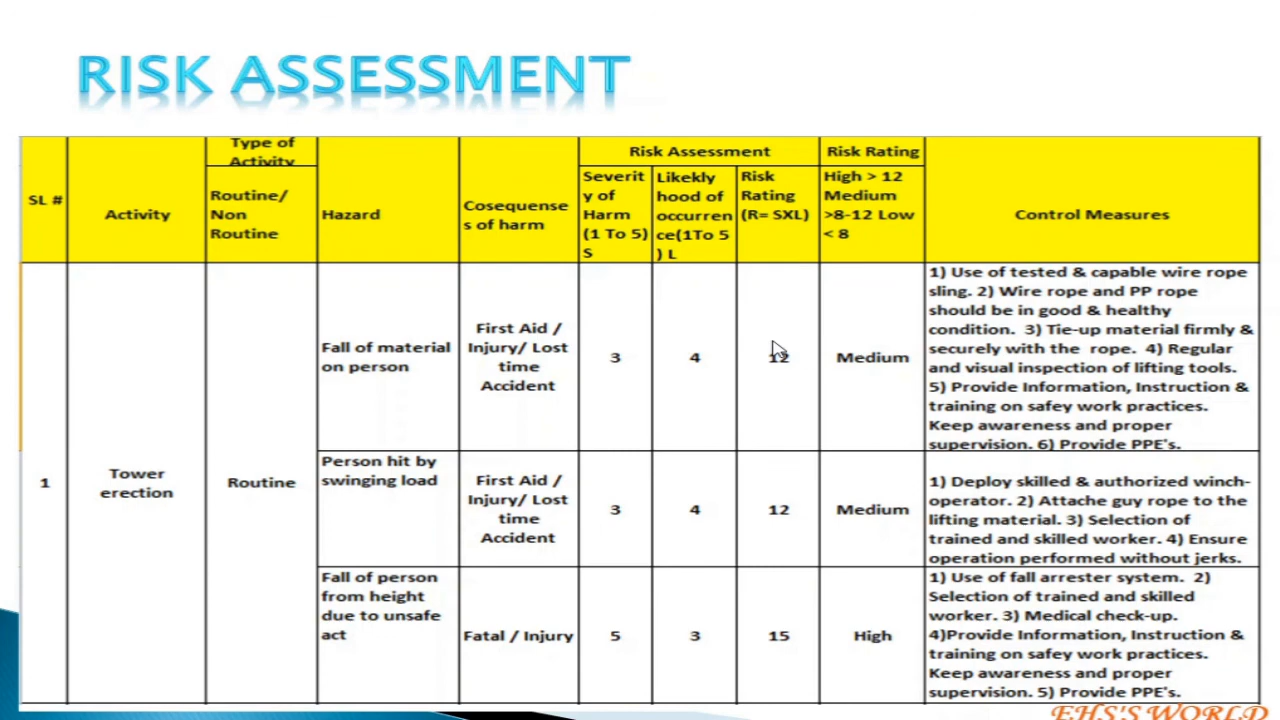 RISK ASSESSMENT
SL #
Activity
Type of
Activity
Routine/
Non
Routine
Hazard
Cosequense
s of harm
Risk Assessment
Severit
y of
Harm
(1 To 5)
S
Likekly
hood of
occurren
ce(1To 5
) L
Risk
Rating
(R= SXL)
Risk Rating
High > 12
Medium
>8-12 Low
< 8
Control Measures
1
Tower
erection
Routine
Fall of material
on person
First Aid /
Injury/ Lost
time
Accident
3
4
12
Medium
1) Use of tested & capable wire rope
sling. 2) Wire rope and PP rope
should be in good & healthy
condition. 3) Tie-up material firmly &
securely with the rope. 4) Regular
and visual inspection of lifting tools.
5) Provide Information, Instruction &
training on safey work practices.
Keep awareness and proper
supervision. 6) Provide PPE's.
Person hit by
swinging load
First Aid /
Injury/ Lost
time
Accident
3
4
12
Medium
1) Deploy skilled & authorized winch-
operator. 2) Attache guy rope to the
lifting material. 3) Selection of
trained and skilled worker. 4) Ensure
operation performed without jerks.
Fall of person
from height
due to unsafe
act
Fatal / Injury
5
3
15
High
1) Use of fall arrester system. 2)
Selection of trained and skilled
worker. 3) Medical check-up.
4)Provide Information, Instruction &
training on safey work practices.
Keep awareness and proper
supervision. 5) Provide PPE's.
EHS'S WORLD